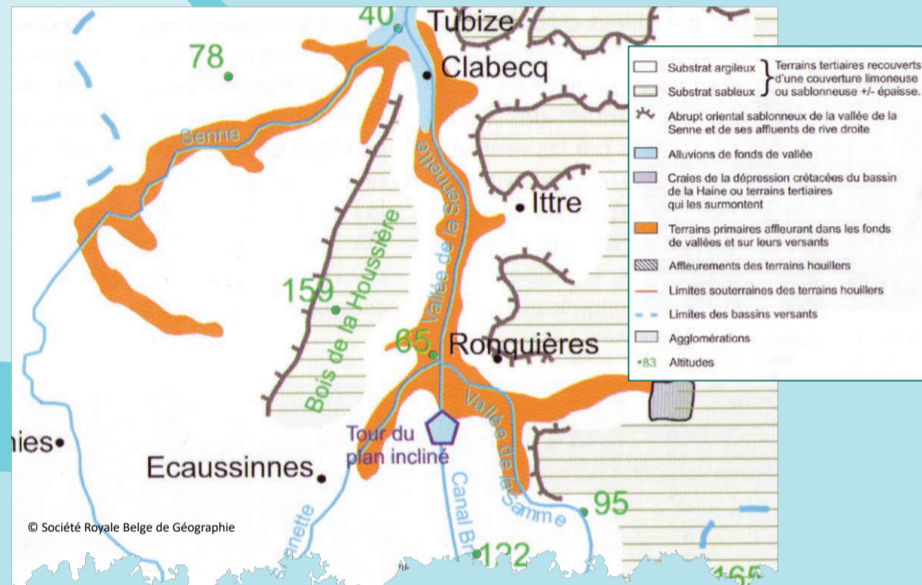 40
Tubize
78
Clabecq
Senne
Vallée de la Sennette
Ittre
Bois de la Houssière
159
65
Ronquières
Tour du
plan incliné
Vallée de la Samme
Ecaussinnes
nies
95
Canal Br
nnette
122
165
© Société Royale Belge de Géographie
Substrat argileux
Substrat sableux
Terrains tertiaires recouverts
d'une couverture limoneuse
ou sablonneuse +/- épaisse.
Abrupt oriental sablonneux de la vallée de la
Senne et de ses affluents de rive droite
Alluvions de fonds de vallée
Craies de la dépression crétacées du bassin
de la Haine ou terrains tertiaires
qui les surmontent
Terrains primaires affleurant dans les fonds
de vallées et sur leurs versants
Affleurements des terrains houillers
Limites souterraines des terrains houillers
Limites des bassins versants
Agglomérations
83 Altitudes